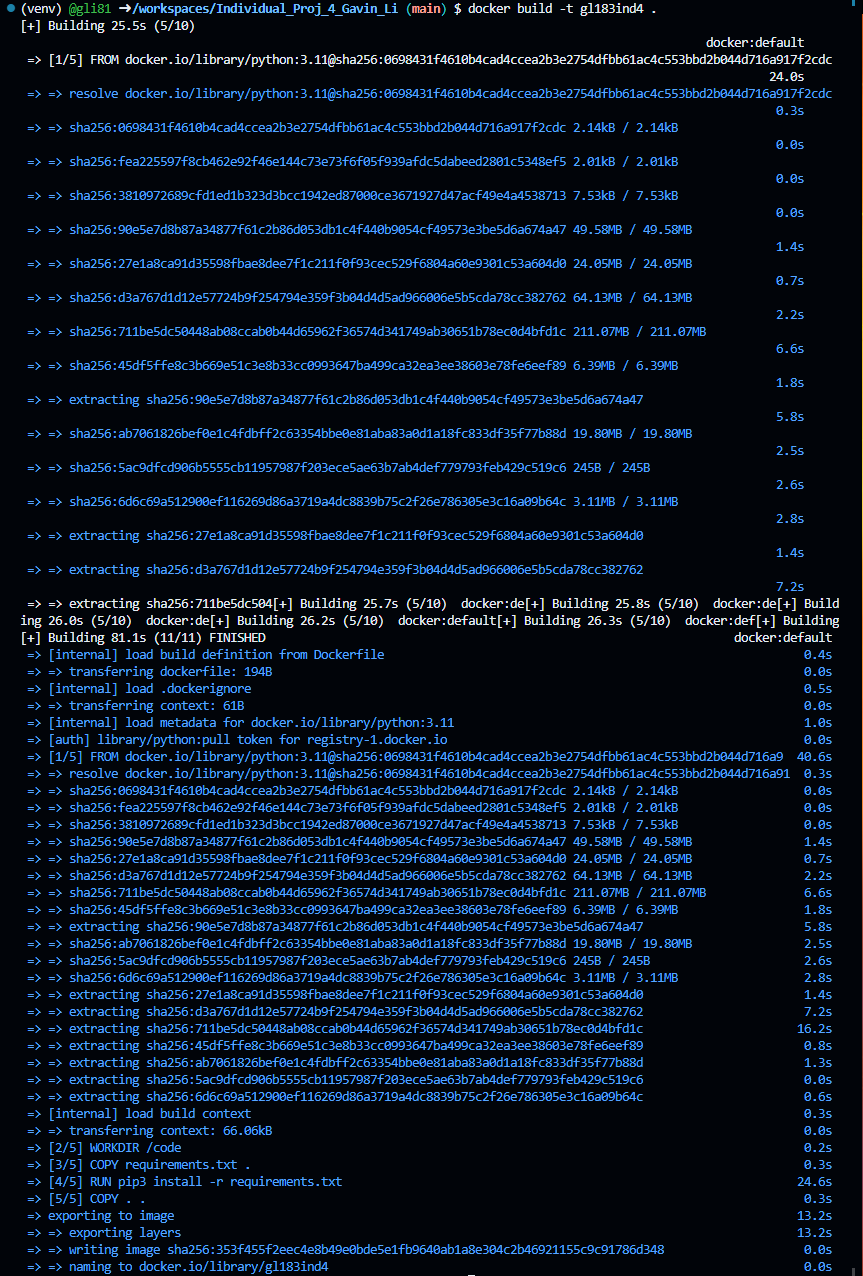 (venv) @gli81 ➜/workspaces/Individual_Proj_4_Gavin_Li (main) $ docker build -t gl183ind4 .
[+] Building 25.5s (5/10)
docker:default
=> [1/5] FROM docker.io/library/python:3.11@sha256:0698431f4610b4cad4ccea2b3e2754dfbb61ac4c553bbd2b044d716a917f2cdc
24.0s
=> => resolve docker.io/library/python:3.11@sha256:0698431f4610b4cad4ccea2b3e2754dfbb61ac4c553bbd2b044d716a917f2cdc
0.3s
=> => sha256:0698431f4610b4cad4ccea2b3e2754dfbb61ac4c553bbd2b044d716a917f2cdc 2.14kB / 2.14kB
0.0s
=> => sha256:fea225597f8cb462e92f46e144c73e73f6f05f939afdc5dabeed2801c5348ef5 2.01kB / 2.01kB
0.0s
=> => sha256:3810972689cfd1ed1b323d3bcc1942ed87000ce3671927d47acf49e4a4538713 7.53kB / 7.53kB
0.0s
=> => sha256:90e5e7d8b87a34877f61c2b86d053db1c4f440b9054cf49573e3be5d6a674a47 49.58MB / 49.58MB
1.4s
=> => sha256:27e1a8ca91d35598fbae8dee7f1c211f0f93cec529f6804a60e9301c53a604d0 24.05MB / 24.05MB
0.7s
=> => sha256:d3a767d1d12e57724b9f254794e359f3b04d4d5ad966006e5b5cda78cc382762 64.13MB / 64.13MB
2.2s
=> => sha256:711be5dc50448ab08ccab0b44d65962f36574d341749ab30651b78ec0d4bfd1c 211.07MB / 211.07MB
6.6s
=> => sha256:45df5ffe8c3b669e51c3e8b33cc0993647ba499ca32ea3ee38603e78fe6eef89 6.39MB / 6.39MB
1.8s
=> => extracting sha256:90e5e7d8b87a34877f61c2b86d053db1c4f440b9054cf49573e3be5d6a674a47
5.8s
=> => sha256:ab7061826bef0e1c4fdbff2c63354bbe0e81aba83a0d1a18fc833df35f77b88d 19.80MB / 19.80MB
2.5s
=> => sha256:5ac9dfcd906b5555cb11957987f203ece5ae63b7ab4def779793feb429c519c6 245B / 245B
2.6s
=> => sha256:6d6c69a512900ef116269d86a3719a4dc8839b75c2f26e786305e3c16a09b64c 3.11MB / 3.11MB
2.8s
=> => extracting sha256:27e1a8ca91d35598fbae8dee7f1c211f0f93cec529f6804a60e9301c53a604d0
1.4s
=> => extracting sha256:d3a767d1d12e57724b9f254794e359f3b04d4d5ad966006e5b5cda78cc382762
7.2s
=> => extracting sha256:711be5dc504[+] Building 25.7s (5/10)  docker:de[+] Building 25.8s (5/10)  docker:de[+] Build
ing 26.0s (5/10)  docker:de[+] Building 26.2s (5/10)  docker:default[+] Building 26.3s (5/10)  docker:def[+] Building
[+] Building 81.1s (11/11) FINISHED docker:default
=> [internal] load build definition from Dockerfile 0.4s
=> => transferring dockerfile: 194B 0.0s
=> [internal] load .dockerignore 0.5s
=> => transferring context: 61B 0.0s
=> [internal] load metadata for docker.io/library/python:3.11 1.0s
=> [auth] library/python:pull token for registry-1.docker.io 0.0s
=> [1/5] FROM docker.io/library/python:3.11@sha256:0698431f4610b4cad4ccea2b3e2754dfbb61ac4c553bbd2b044d716a9 40.6s
=> => resolve docker.io/library/python:3.11@sha256:0698431f4610b4cad4ccea2b3e2754dfbb61ac4c553bbd2b044d716a91 0.3s
=> => sha256:0698431f4610b4cad4ccea2b3e2754dfbb61ac4c553bbd2b044d716a917f2cdc 2.14kB / 2.14kB 0.0s
=> => sha256:fea225597f8cb462e92f46e144c73e73f6f05f939afdc5dabeed2801c5348ef5 2.01kB / 2.01kB 0.0s
=> => sha256:3810972689cfd1ed1b323d3bcc1942ed87000ce3671927d47acf49e4a4538713 7.53kB / 7.53kB 0.0s
=> => sha256:90e5e7d8b87a34877f61c2b86d053db1c4f440b9054cf49573e3be5d6a674a47 49.58MB / 49.58MB 1.4s
=> => sha256:27e1a8ca91d35598fbae8dee7f1c211f0f93cec529f6804a60e9301c53a604d0 24.05MB / 24.05MB 0.7s
=> => sha256:d3a767d1d12e57724b9f254794e359f3b04d4d5ad966006e5b5cda78cc382762 64.13MB / 64.13MB 2.2s
=> => sha256:711be5dc50448ab08ccab0b44d65962f36574d341749ab30651b78ec0d4bfd1c 211.07MB / 211.07MB 6.6s
=> => sha256:45df5ffe8c3b669e51c3e8b33cc0993647ba499ca32ea3ee38603e78fe6eef89 6.39MB / 6.39MB 1.8s
=> => extracting sha256:90e5e7d8b87a34877f61c2b86d053db1c4f440b9054cf49573e3be5d6a674a47 5.8s
=> => sha256:ab7061826bef0e1c4fdbff2c63354bbe0e81aba83a0d1a18fc833df35f77b88d 19.80MB / 19.80MB 2.5s
=> => sha256:5ac9dfcd906b5555cb11957987f203ece5ae63b7ab4def779793feb429c519c6 245B / 245B 2.6s
=> => sha256:6d6c69a512900ef116269d86a3719a4dc8839b75c2f26e786305e3c16a09b64c 3.11MB / 3.11MB 2.8s
=> => extracting sha256:27e1a8ca91d35598fbae8dee7f1c211f0f93cec529f6804a60e9301c53a604d0 1.4s
=> => extracting sha256:d3a767d1d12e57724b9f254794e359f3b04d4d5ad966006e5b5cda78cc382762 7.2s
=> => extracting sha256:711be5dc50448ab08ccab0b44d65962f36574d341749ab30651b78ec0d4bfd1c 16.2s
=> => extracting sha256:45df5ffe8c3b669e51c3e8b33cc0993647ba499ca32ea3ee38603e78fe6eef89 0.8s
=> => extracting sha256:ab7061826bef0e1c4fdbff2c63354bbe0e81aba83a0d1a18fc833df35f77b88d 1.3s
=> => extracting sha256:5ac9dfcd906b5555cb11957987f203ece5ae63b7ab4def779793feb429c519c6 0.0s
=> => extracting sha256:6d6c69a512900ef116269d86a3719a4dc8839b75c2f26e786305e3c16a09b64c 0.6s
=> [internal] load build context 0.3s
=> => transferring context: 66.06kB 0.0s
=> [2/5] WORKDIR /code 0.2s
=> [3/5] COPY requirements.txt . 0.3s
=> [4/5] RUN pip3 install -r requirements.txt 24.6s
=> [5/5] COPY . . 0.3s
=> exporting to image 13.2s
=> => exporting layers 13.2s
=> => writing image sha256:353f455f2eec4e8b49e0bde5e1fb9640ab1a8e304c2b46921155c9c91786d348 0.0s
=> => naming to docker.io/library/gl183ind4 0.0s